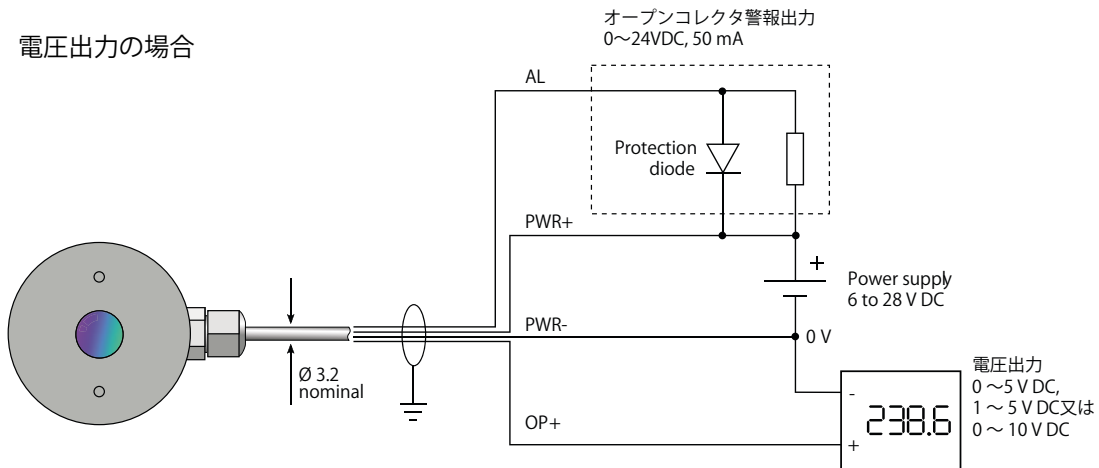 オープンコレクタ警報出力
0～24VDC, 50 mA
電圧出力の場合
AL
Protection
diode
PWR+
+
Power supply
6 to 28 V DC
PWR-
0 V
Ø 3.2
nominal
電圧出力
0 ～5 V DC,
1 ～ 5 V DC又は
0 ～ 10 V DC
-
238.6
OP+
+